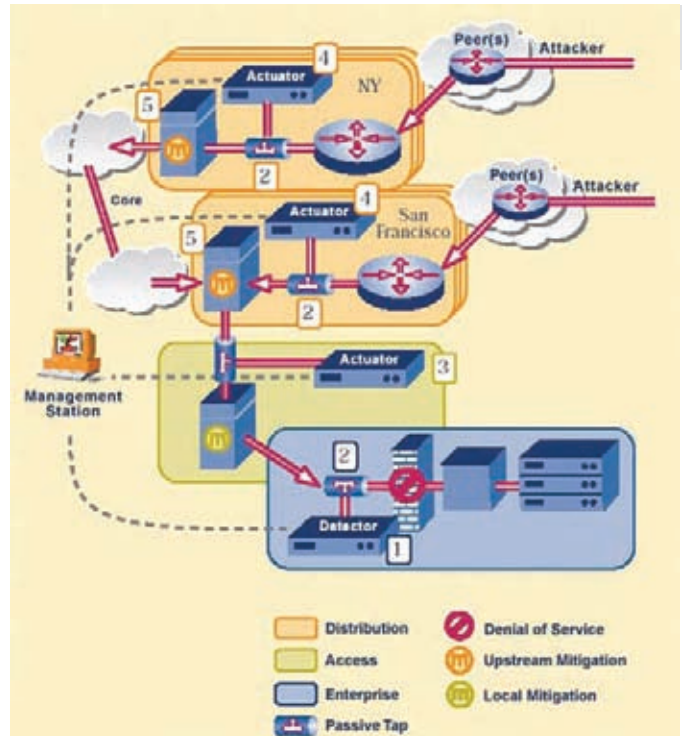 Peer(s)
Attacker
4
Actuator
NY
5
2
Core
Peer(s)
Attacker
4
Actuator
San
Francisco
5
2
Actuator
3
Management
Station
2
Detector
1
Distribution
Denial of Service
Access
Upstream Mitigation
Enterprise
Local Mitigation
Passive Tap
m
m
m
m
m